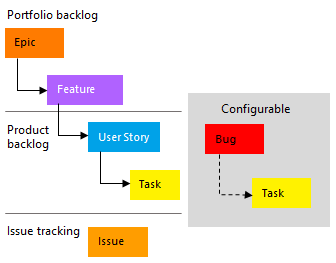 Portfolio backlog
Epic
Feature
Product
backlog
User Story
Task
Configurable
Bug
Task
Issue tracking
Issue